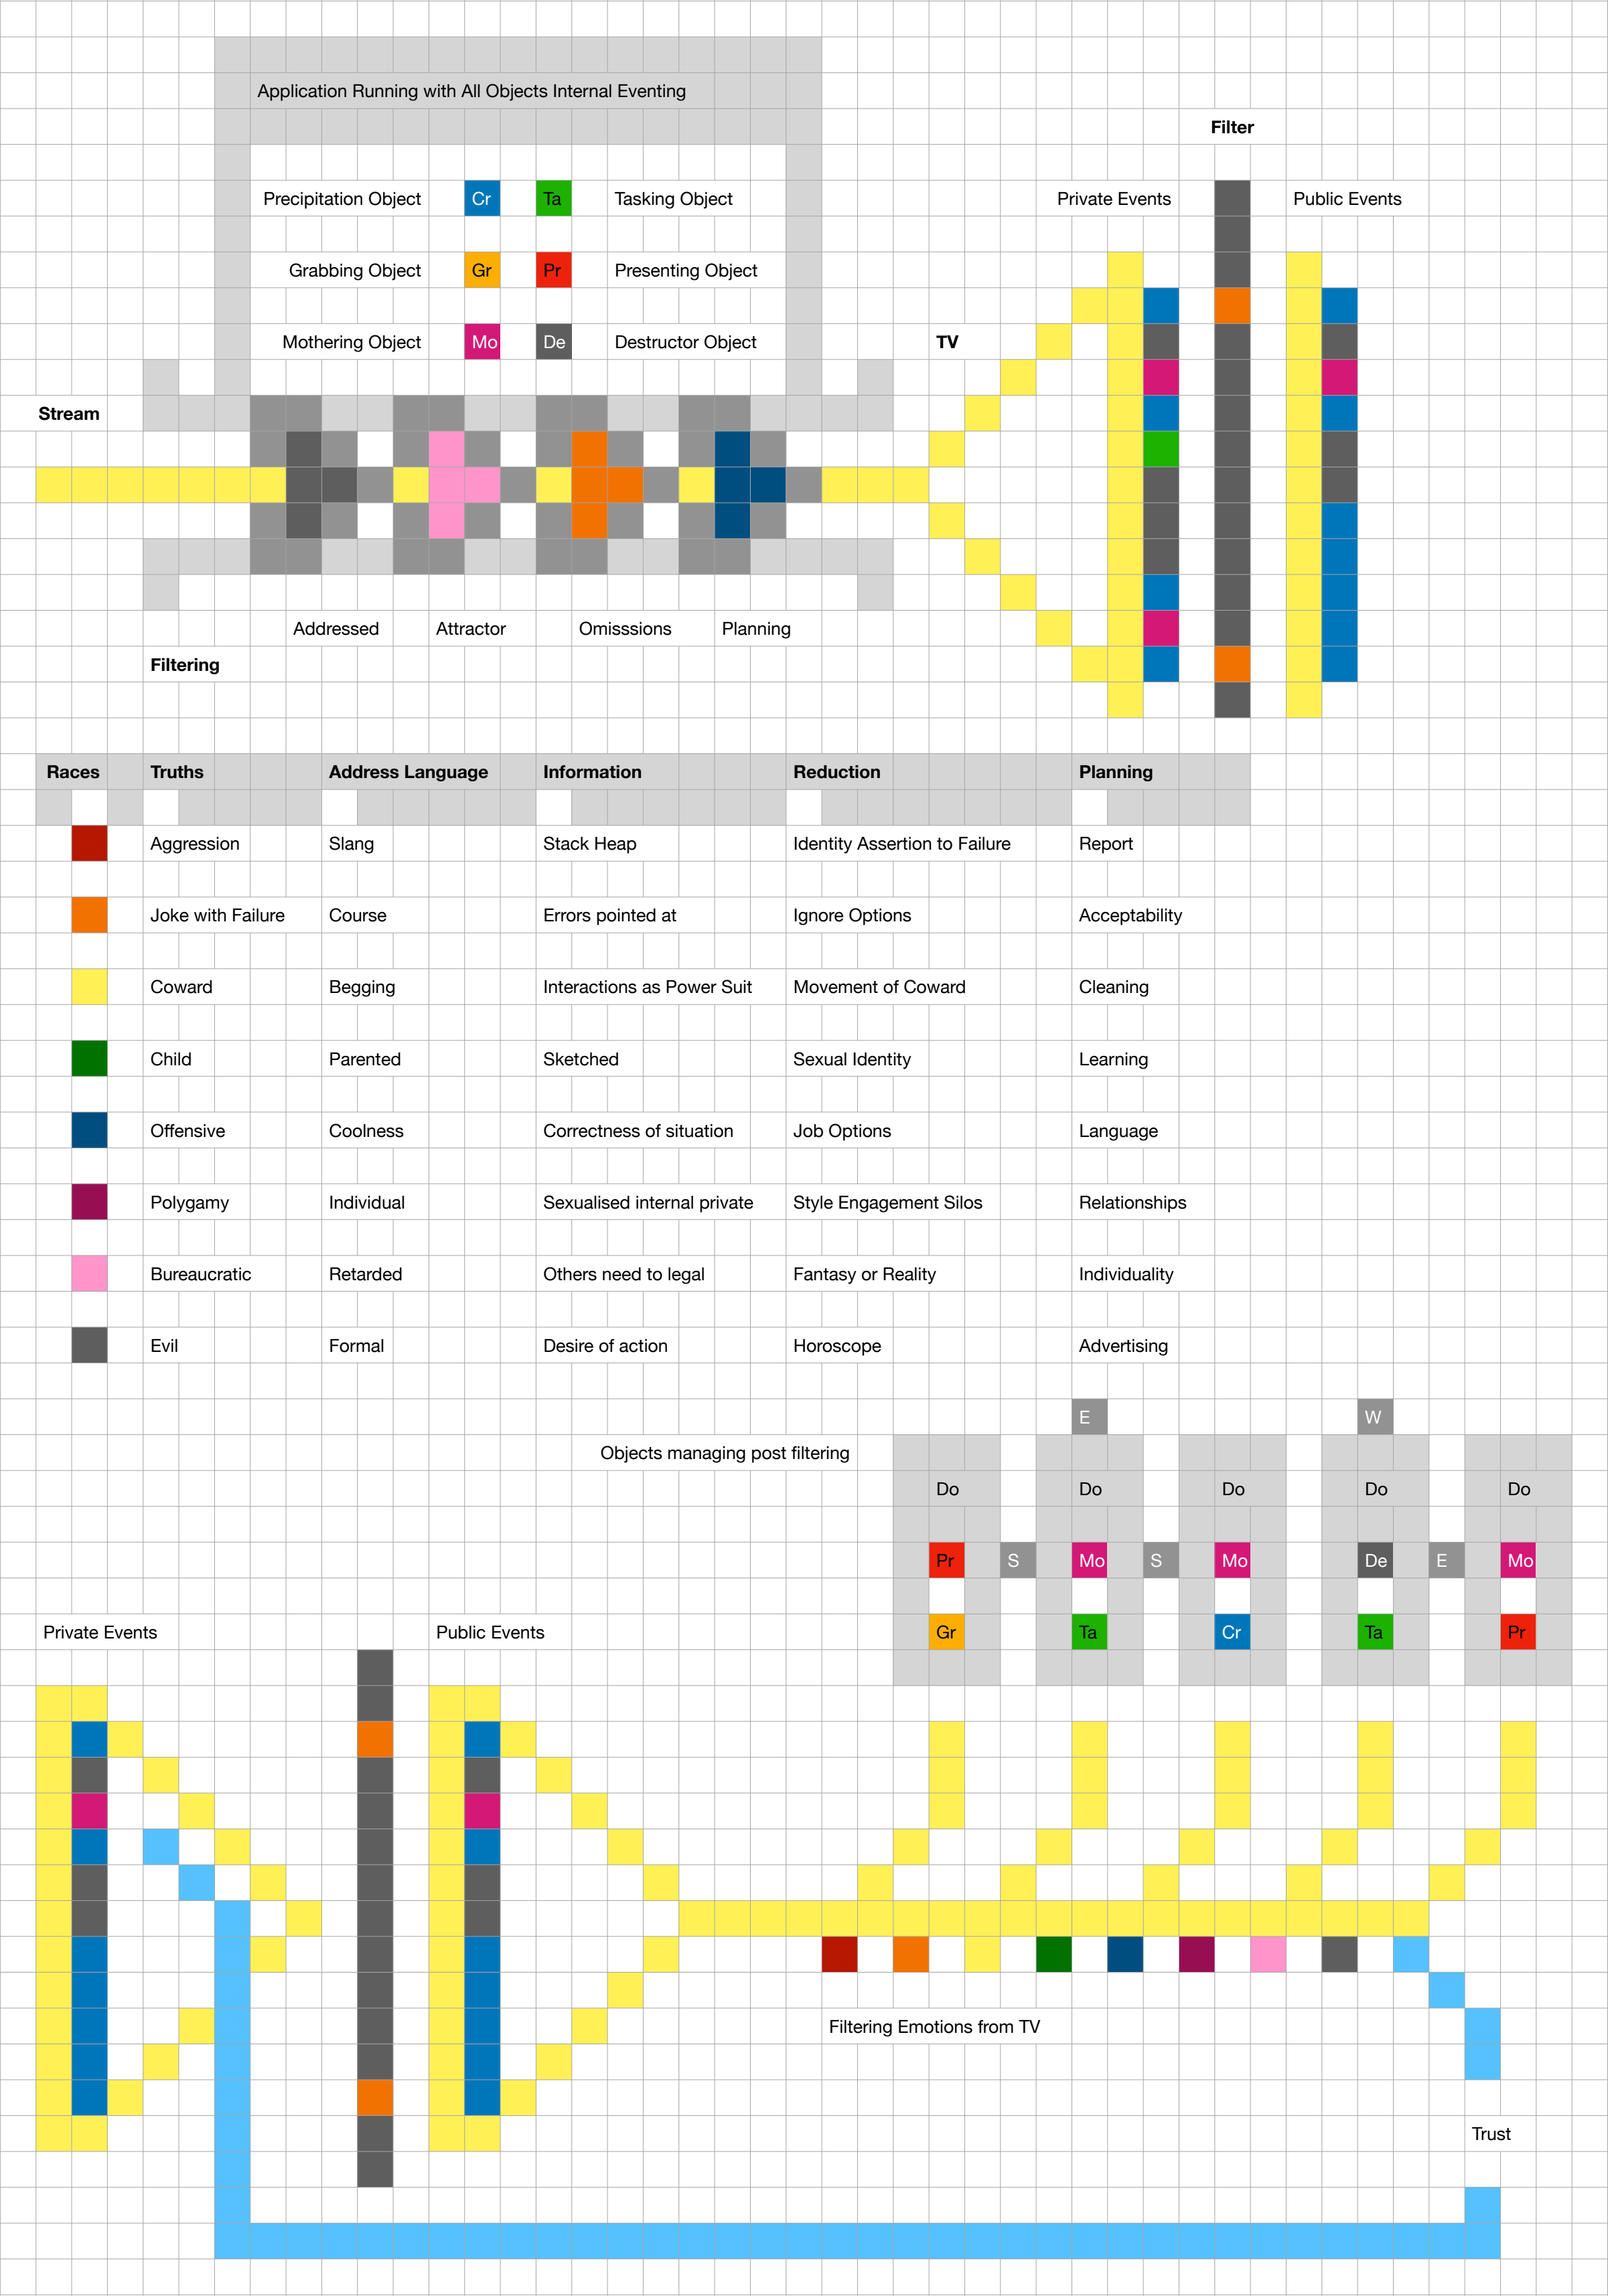 Application Running with All Objects Internal Eventing
Filter
Precipitation Object Cr Ta Tasking Object
Private Events Public Events
Grabbing Object Gr Pr Presenting Object
Mothering Object Mo De Destructor Object
TV
Stream
Addressed Attractor Omisssions Planning
Filtering
Races Truths Address Language Information Reduction Planning
Aggression Slang Stack Heap Identity Assertion to Failure Report
Joke with Failure Course Errors pointed at Ignore Options Acceptability
Coward Begging Interactions as Power Suit Movement of Coward Cleaning
Child Parented Sketched Sexual Identity Learning
Offensive Coolness Correctness of situation Job Options Language
Polygamy Individual Sexualised internal private Style Engagement Silos Relationships
Bureaucratic Retarded Others need to legal Fantasy or Reality Individuality
Evil Formal Desire of action Horoscope Advertising
E W
Objects managing post filtering
Do Do Do Do Do
Pr S Mo S Mo De E Mo
Private Events Public Events Gr Ta Cr Ta Pr
Filtering Emotions from TV
Trust